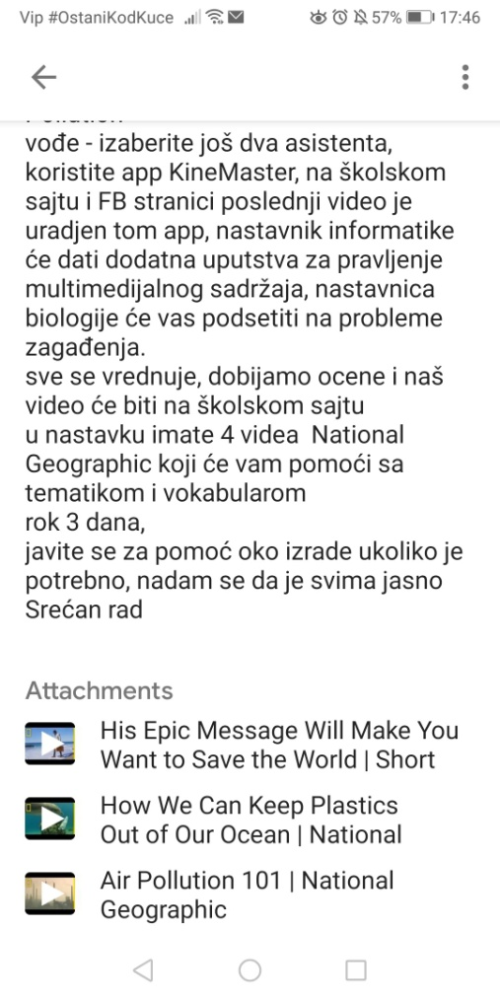 Vip #OstaniKodKuce 57% 17:46
Pollution
vođe - izaberite još dva asistenta,
koristite app KineMaster, na školskom
sajtu i FB stranici poslednji video je
uradjen tom app, nastavnik informatike
će dati dodatna uputstva za pravljenje
multimedijalnog sadržaja, nastavnica
biologije će vas podsetiti na probleme
zagađenja.
sve se vrednuje, dobijamo ocene i naš
video će biti na školskom sajtu
u nastavku imate 4 videa  National
Geographic koji će vam pomoći sa
tematikom i vokabularom
rok 3 dana,
javite se za pomoć oko izrade ukoliko je
potrebno, nadam se da je svima jasno
Srećan rad
Attachments
His Epic Message Will Make You
Want to Save the World | Short
How We Can Keep Plastics
Out of Our Ocean | National
Air Pollution 101 | National
Geographic